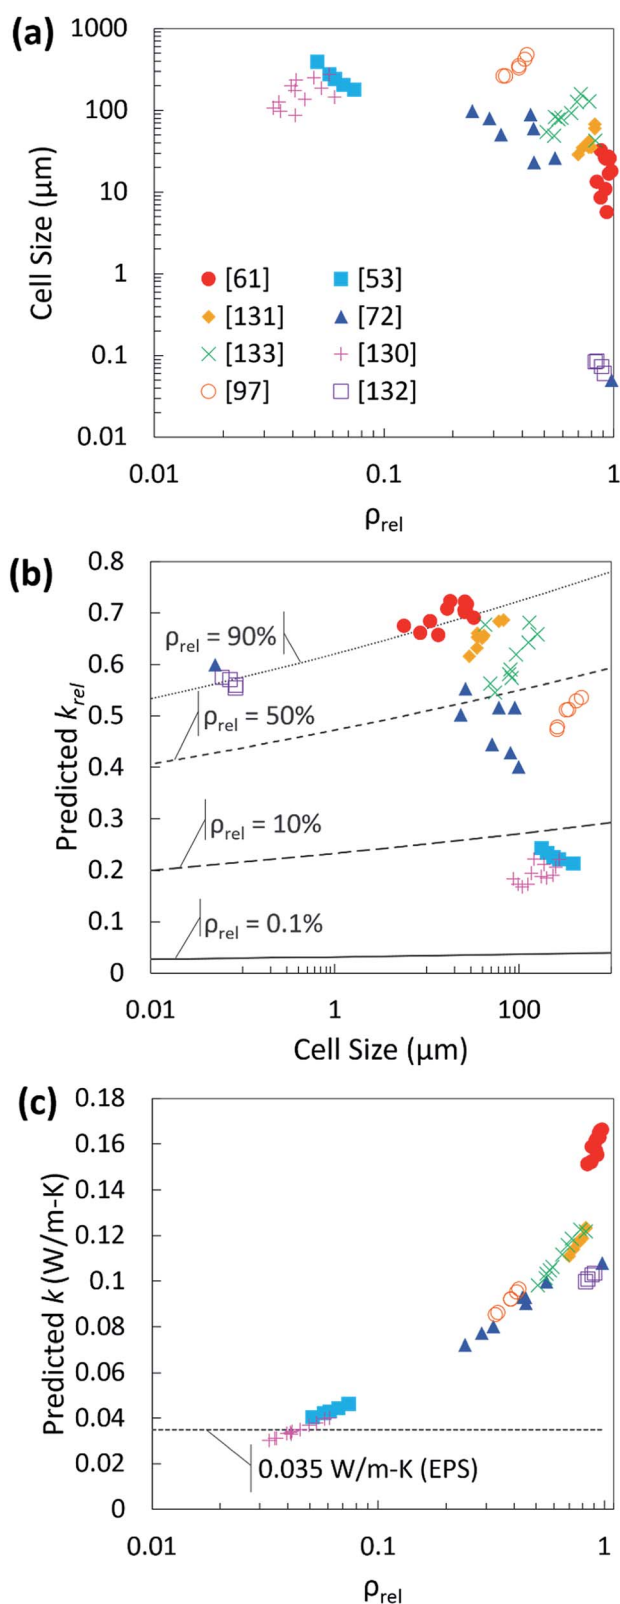 (a)
1000
100
10
1
0.1
0.01
Cell Size (µm)
[61] [53]
[131] [72]
[133] [130]
[97] [132]
0.01 0.1 1
ρrel
(b)
0.8
0.7
0.6
0.5
0.4
0.3
0.2
0.1
0
Predicted krel
ρrel = 90%
ρrel = 50%
ρrel = 10%
ρrel = 0.1%
0.01 1 100
Cell Size (µm)
(c)
0.18
0.16
0.14
0.12
0.1
0.08
0.06
0.04
0.02
0
Predicted k (W/m-K)
0.035 W/m-K (EPS)
0.01 0.1 1
ρrel